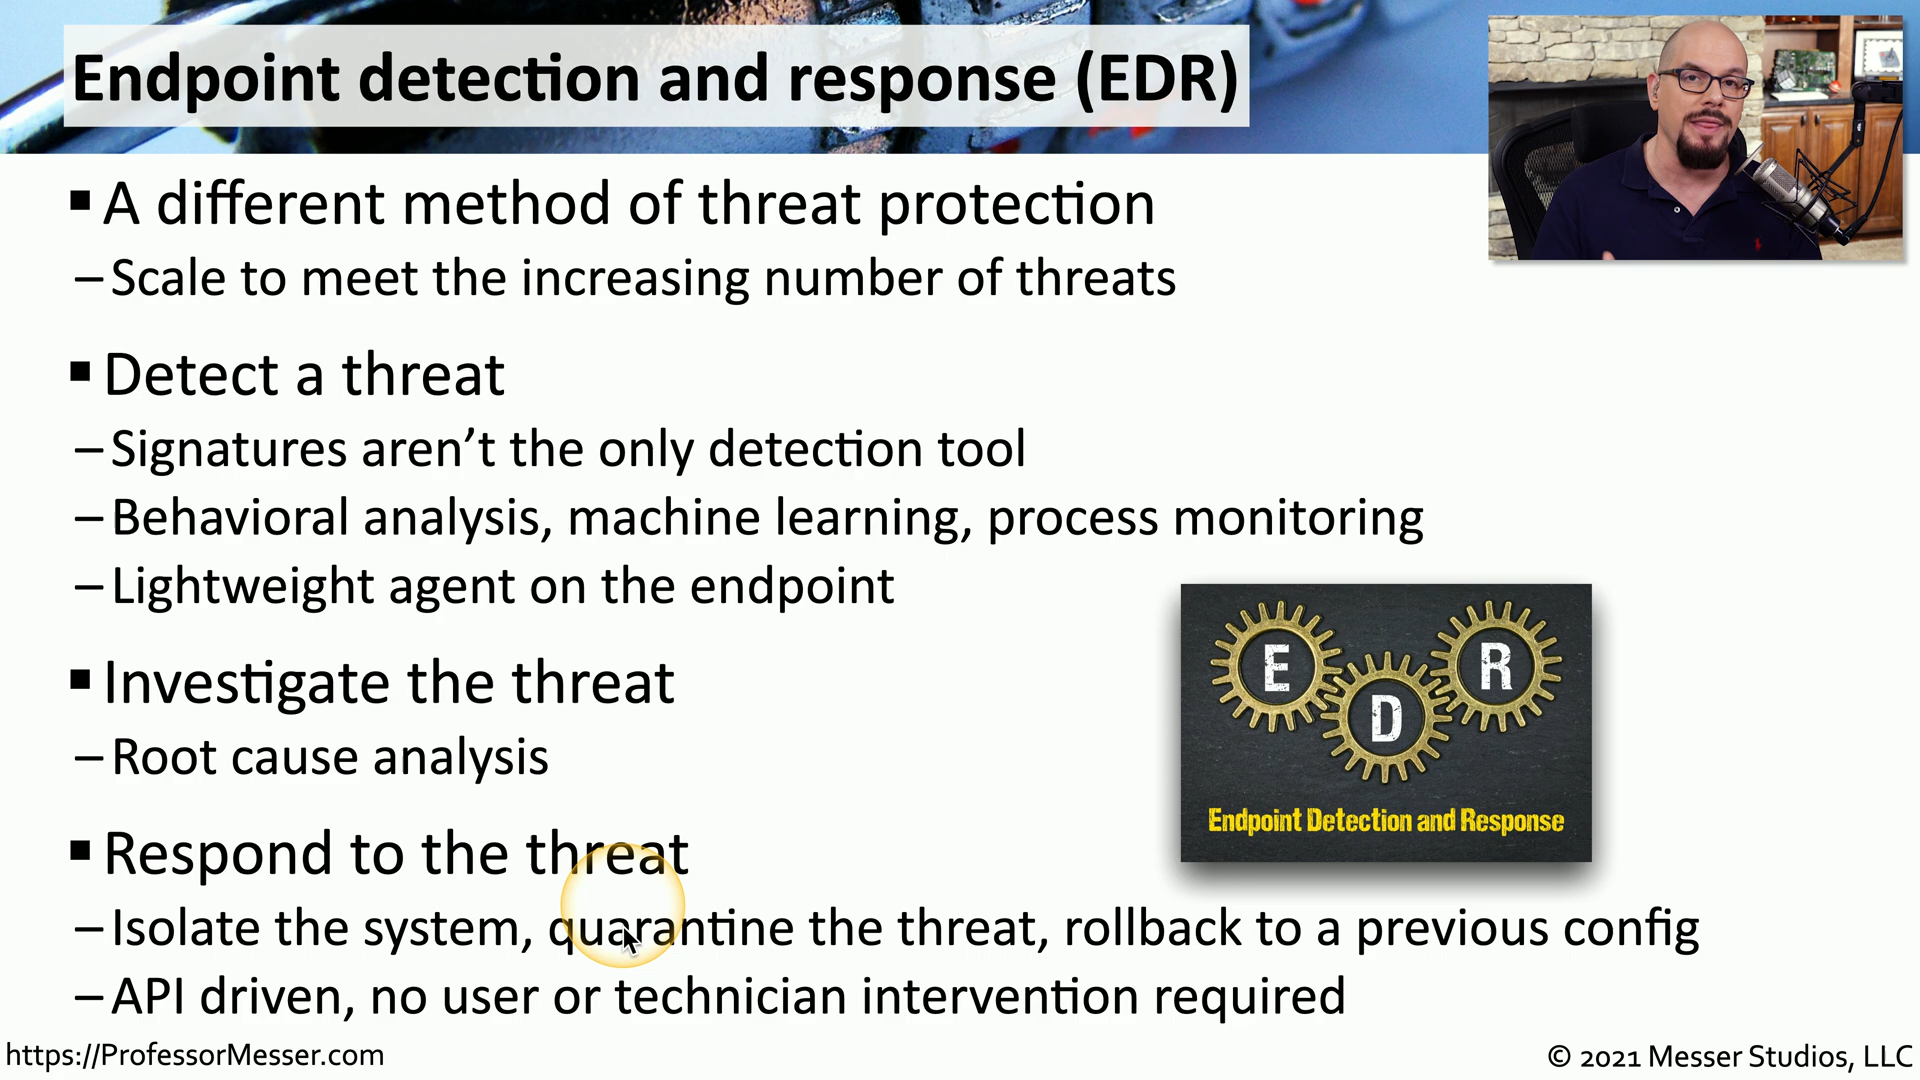 Endpoint detection and response (EDR)
▪ A different method of threat protection
– Scale to meet the increasing number of threats
▪ Detect a threat
– Signatures aren’t the only detection tool
– Behavioral analysis, machine learning, process monitoring
– Lightweight agent on the endpoint
▪ Investigate the threat
– Root cause analysis
▪ Respond to the threat
– Isolate the system, quarantine the threat, rollback to a previous config
– API driven, no user or technician intervention required
E
D
R
Endpoint Detection and Response
https://ProfessorMesser.com
© 2021 Messer Studios, LLC